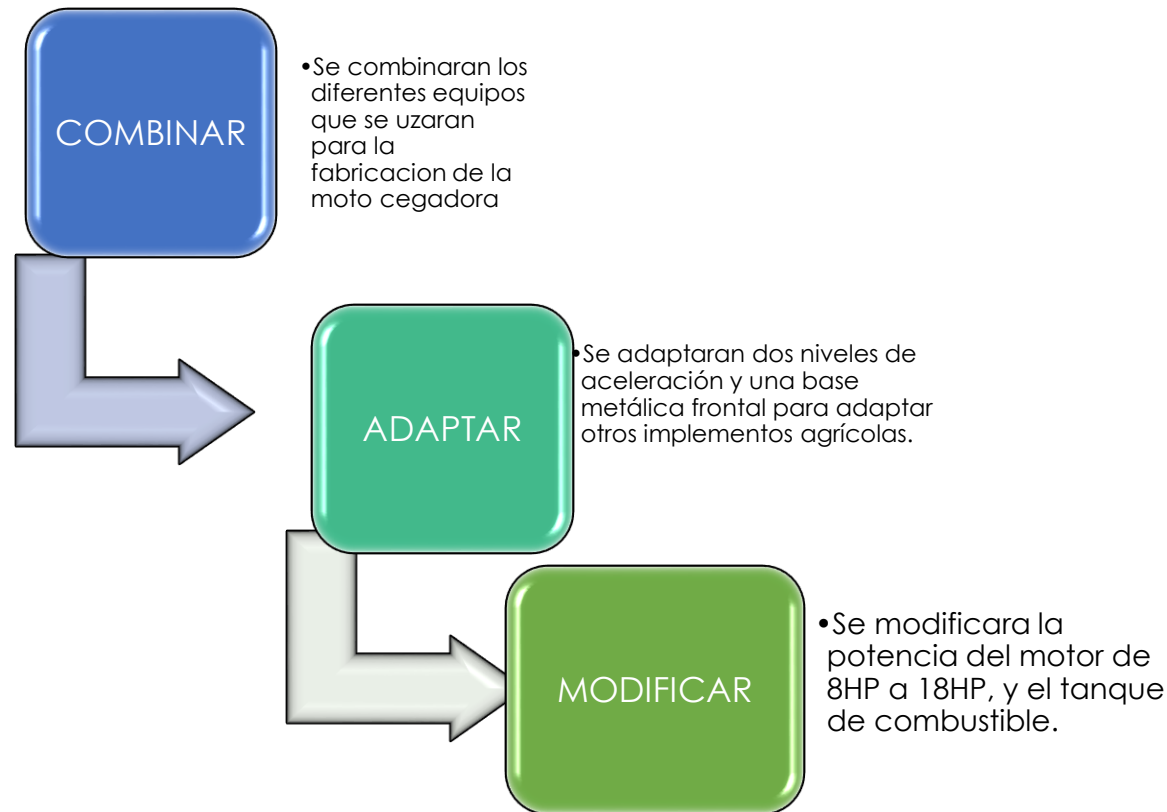 COMBINAR
•Se combinaran los
diferentes equipos
que se uzaran
para la
fabricacion de la
moto cegadora
ADAPTAR
•Se adaptaran dos niveles de
aceleración y una base
metálica frontal para adaptar
otros implementos agrícolas.
MODIFICAR
•Se modificara la
potencia del motor de
8HP a 18HP, y el tanque
de combustible.